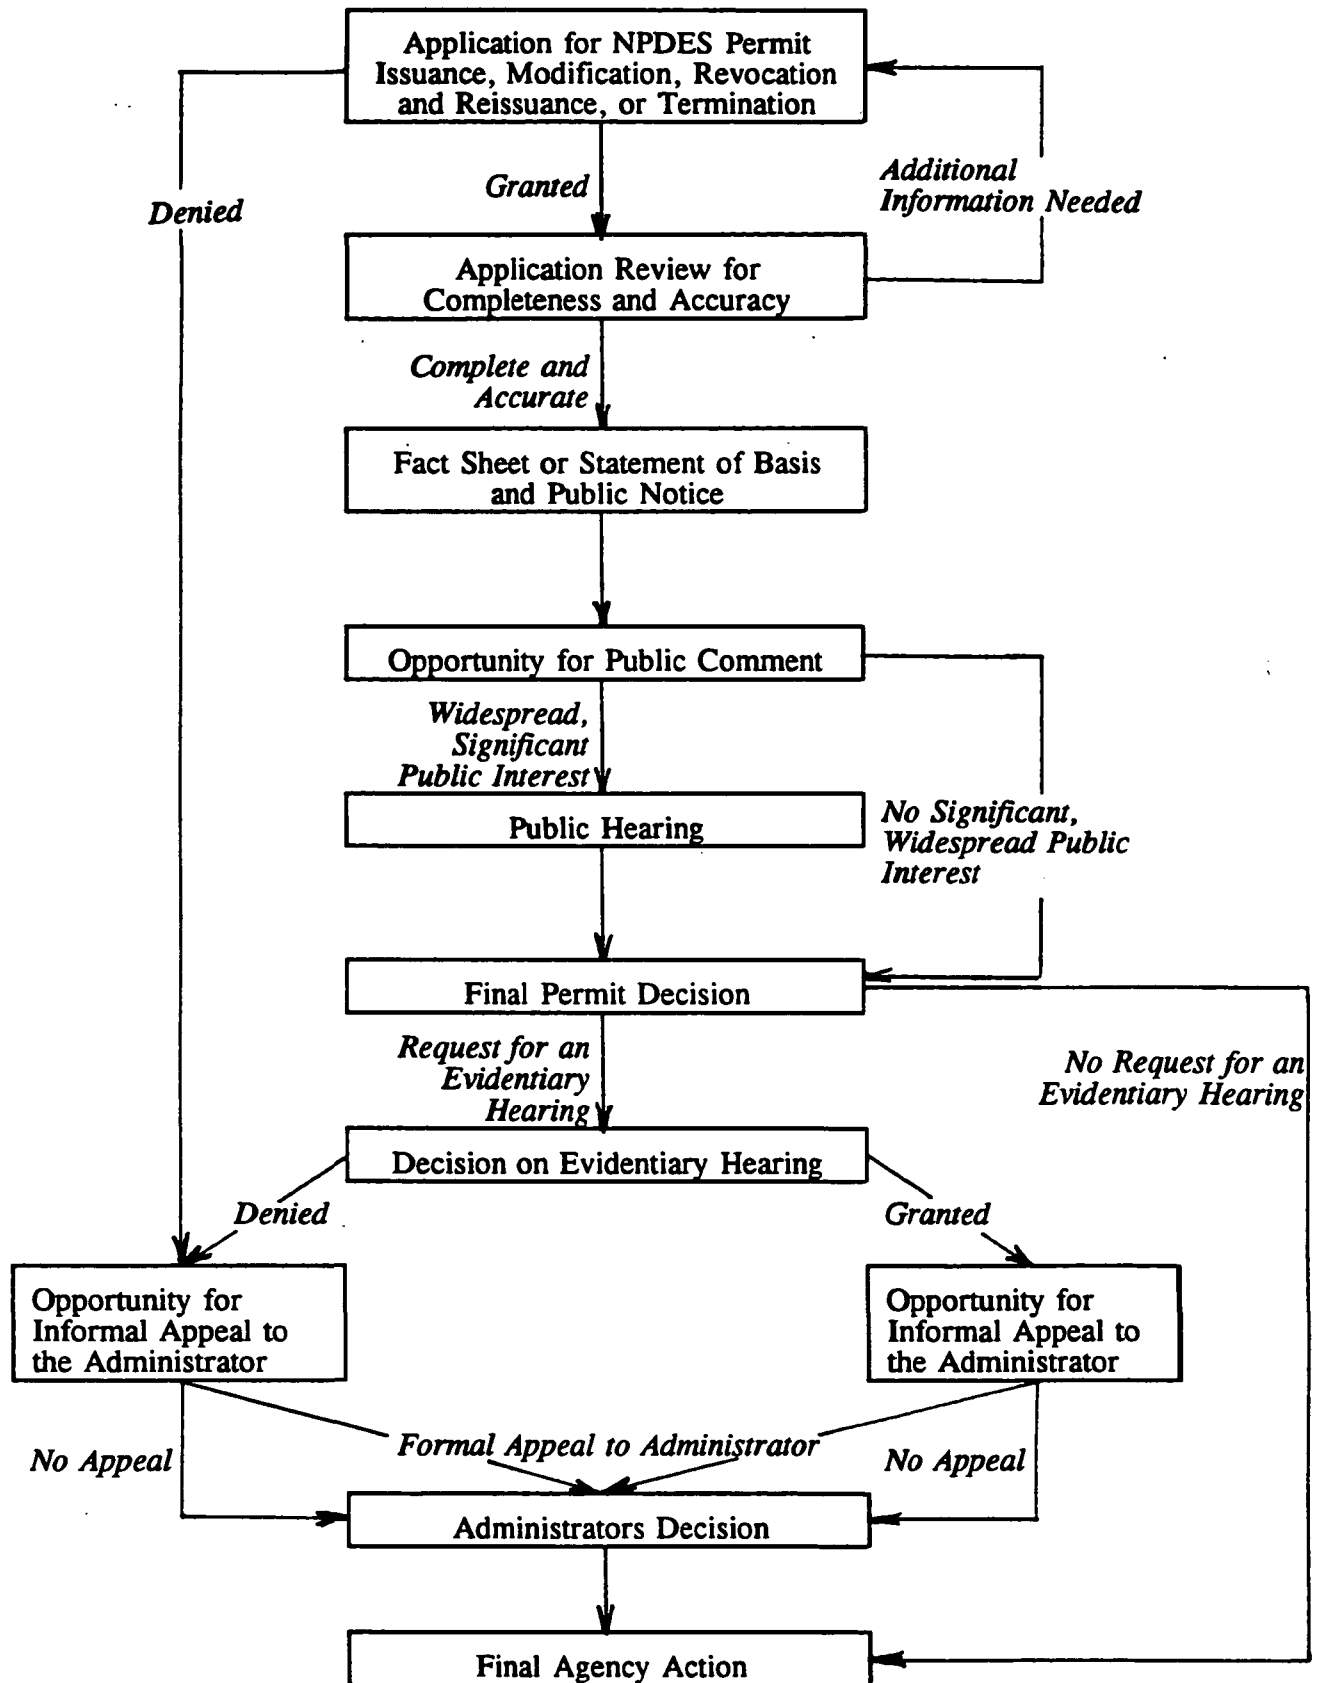 Application for NPDES Permit
Issuance, Modification, Revocation
and Reissuance, or Termination
Additional
Information Needed
Granted
Denied
Application Review for
Completeness and Accuracy
Complete and
Accurate
Fact Sheet or Statement of Basis
and Public Notice
Opportunity for Public Comment
Widespread,
Significant
Public Interest
No Significant,
Widespread Public
Interest
Public Hearing
Final Permit Decision
Request for an
Evidentiary
Hearing
No Request for an
Evidentiary Hearing
Decision on Evidentiary Hearing
Denied
Granted
Opportunity for
Informal Appeal to
the Administrator
Opportunity for
Informal Appeal to
the Administrator
No Appeal
Formal Appeal to Administrator
No Appeal
Administrators Decision
Final Agency Action